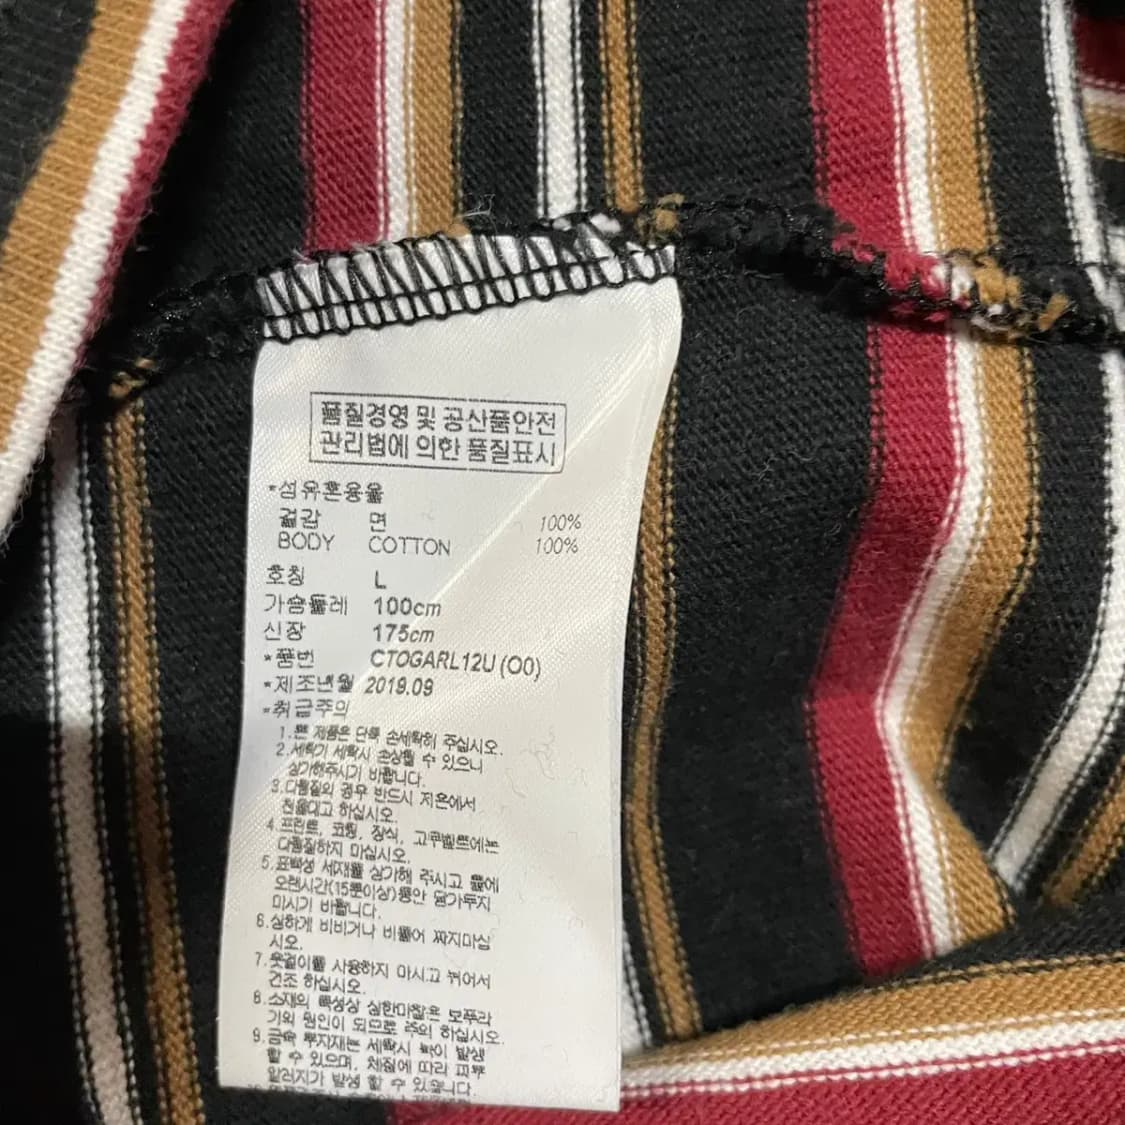 품질경영 및 공산품안전
관리법에 의한 품질표시
*섬유혼용율
겉감 면 100%
BODY COTTON 100%
호칭 L
가슴둘레 100cm
신장 175cm
*품번 CTOGARL12U (O0)
*제조년월 2019.09
*취급주의
1.본 제품은 단독 손세탁해 주십시오.
2.세탁기 세탁시 손상될 수 있으니
삼가해주시기 바랍니다.
3.다림질의 경우 반드시 저온에서
천을대고 하십시오.
4.프린트, 코팅, 장식, 고무벨트에는
다림질하지 마십시오.
5.표백성 세제를 삼가해 주시고 물에
오랜시간(15분이상)동안 담가두지
마시기 바랍니다.
6.심하게 비비거나 비틀어 짜지마십
시오.
7.옷걸이를 사용하지 마시고 뉘어서
건조 하십시오.
8.소재의 특성상 심한마찰은 보푸라
기의 원인이 되므로 주의 하십시오.
9.금속 부자재는 세탁시 녹이 발생
할 수 있으며, 체질에 따라 피부
알러지가 발생 할 수 있습니다.